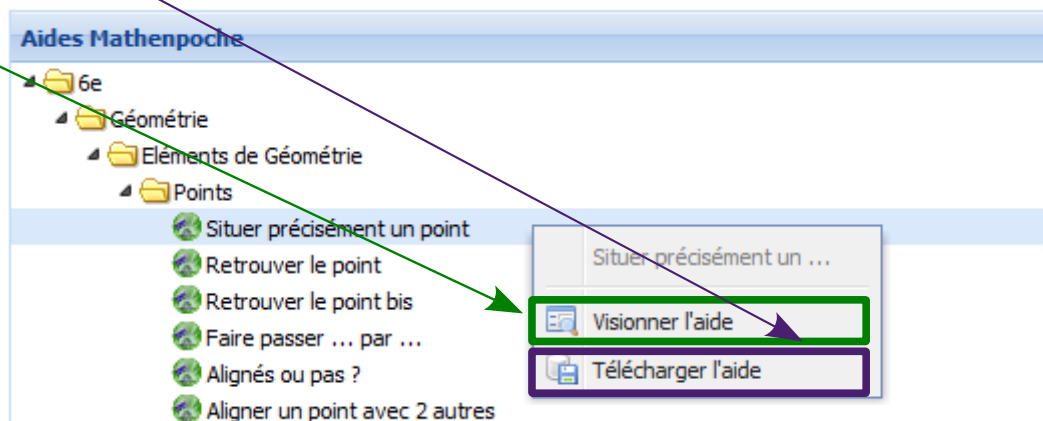 Aides Mathenpoche
6e
Géométrie
Eléments de Géométrie
Points
Situer précisément un point
Retrouver le point
Retrouver le point bis
Faire passer ... par ...
Alignés ou pas ?
Aligner un point avec 2 autres
Situer précisément un ...
Visionner l'aide
Télécharger l'aide